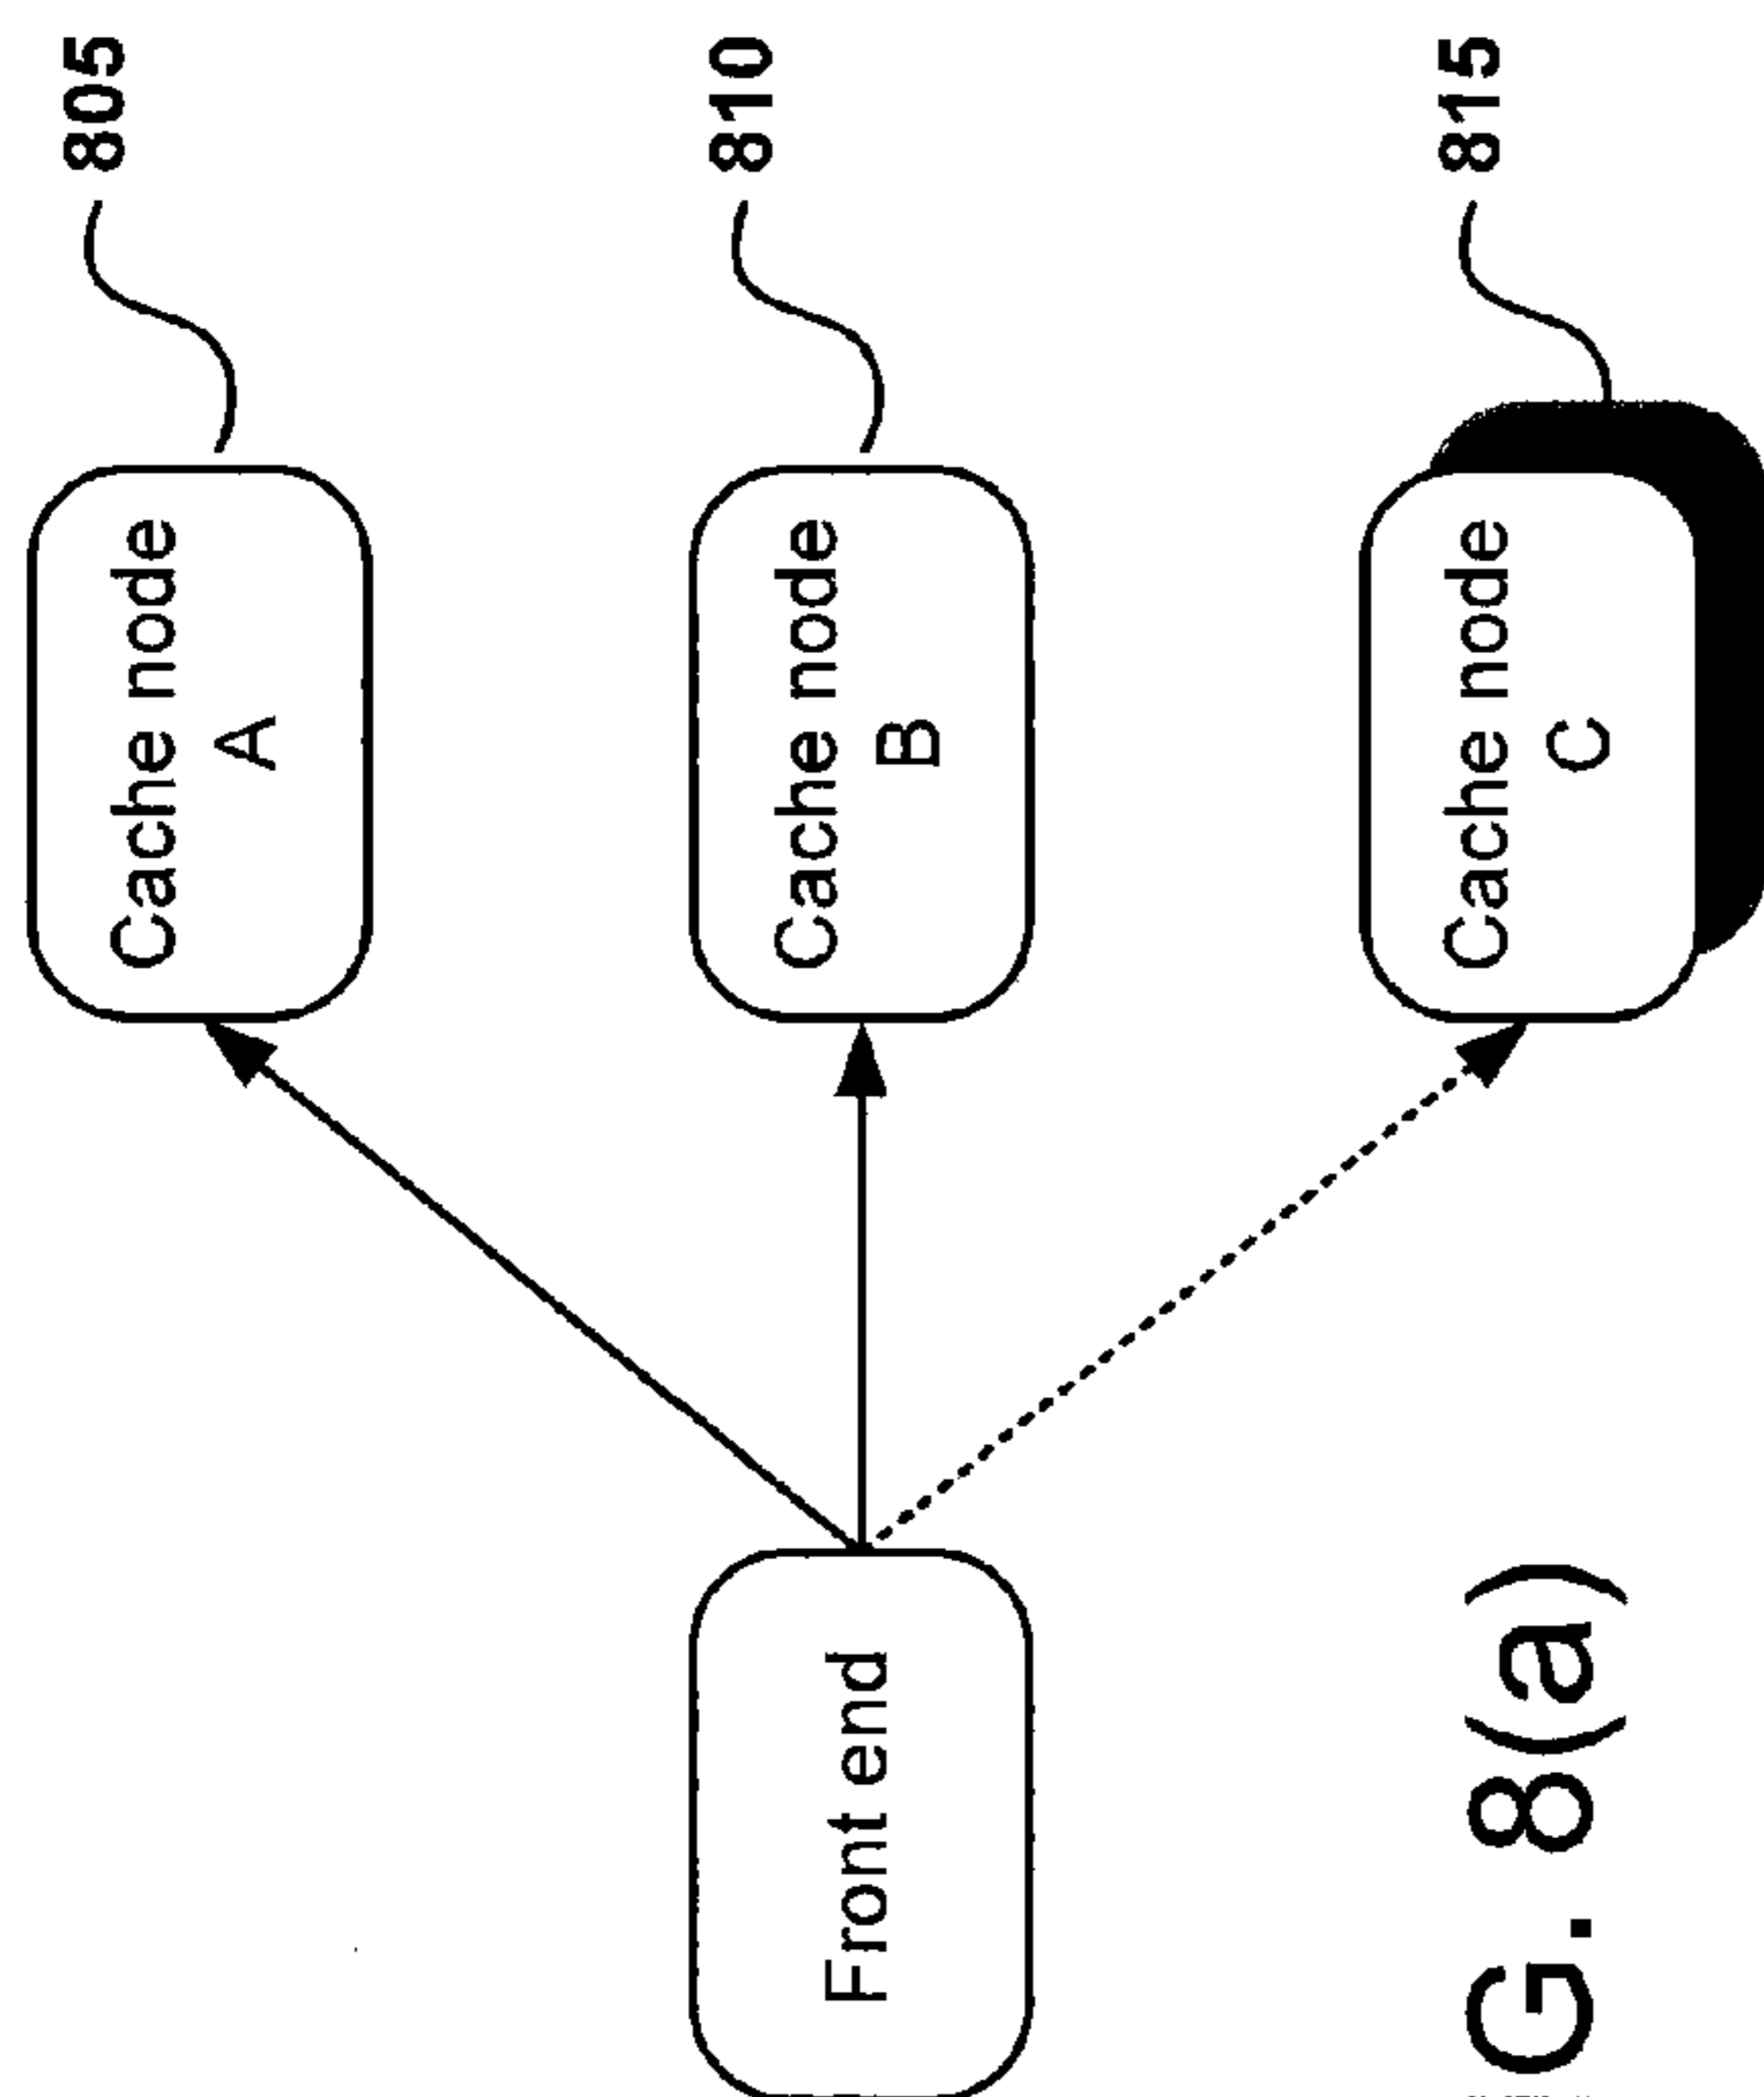 Cache node
A
805
Front end
Cache node
B
810
Cache node
C
815
G. 8(a)